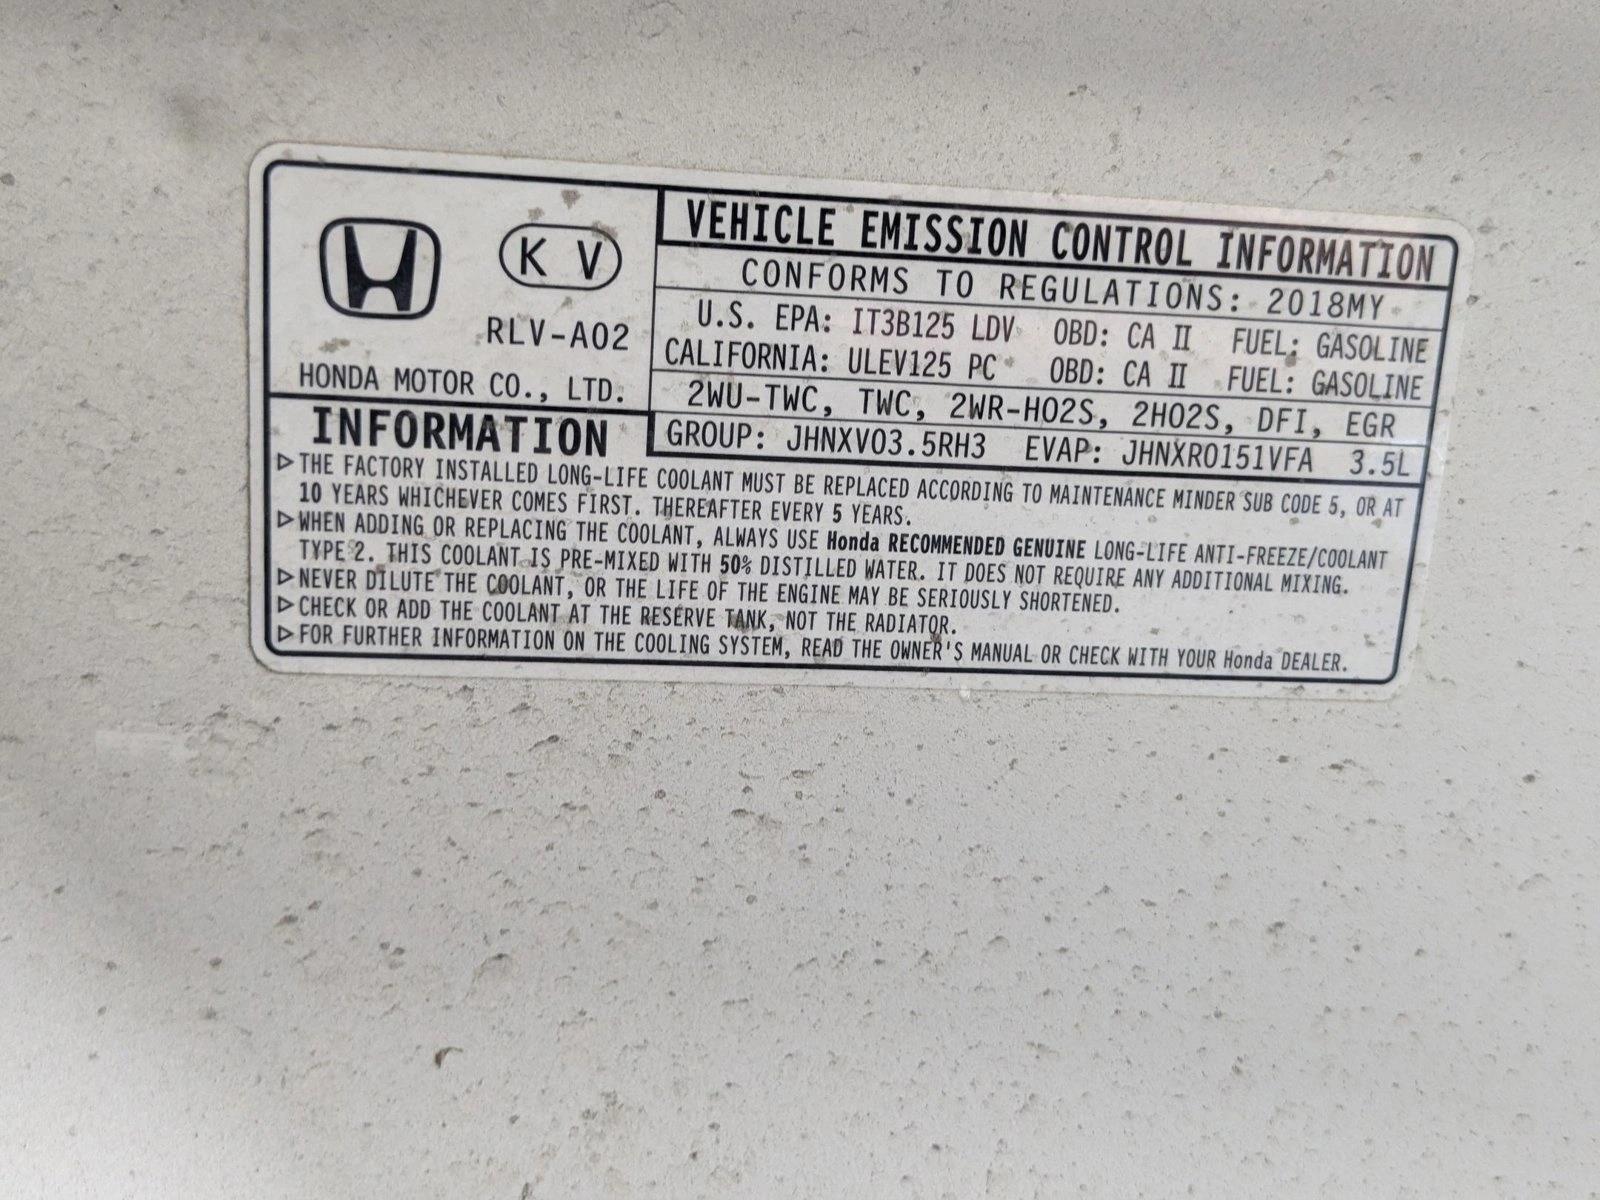 K V
RLV-A02
HONDA MOTOR CO., LTD.
VEHICLE EMISSION CONTROL INFORMATION
CONFORMS TO REGULATIONS: 2018MY
U.S. EPA: IT3B125 LDV OBD: CA II FUEL: GASOLINE
CALIFORNIA: ULEV125 PC OBD: CA II FUEL: GASOLINE
2WU-TWC, TWC, 2WR-HO2S, 2HO2S, DFI, EGR
GROUP: JHNXV03.5RH3 EVAP: JHNXR0151VFA 3.5L
INFORMATION
▷THE FACTORY INSTALLED LONG-LIFE COOLANT MUST BE REPLACED ACCORDING TO MAINTENANCE MINDER SUB CODE 5, OR AT
10 YEARS WHICHEVER COMES FIRST. THEREAFTER EVERY 5 YEARS.
▷WHEN ADDING OR REPLACING THE COOLANT, ALWAYS USE Honda RECOMMENDED GENUINE LONG-LIFE ANTI-FREEZE/COOLANT
TYPE 2. THIS COOLANT IS PRE-MIXED WITH 50% DISTILLED WATER. IT DOES NOT REQUIRE ANY ADDITIONAL MIXING.
▷NEVER DILUTE THE COOLANT, OR THE LIFE OF THE ENGINE MAY BE SERIOUSLY SHORTENED.
▷CHECK OR ADD THE COOLANT AT THE RESERVE TANK, NOT THE RADIATOR.
▷FOR FURTHER INFORMATION ON THE COOLING SYSTEM, READ THE OWNER'S MANUAL OR CHECK WITH YOUR Honda DEALER.